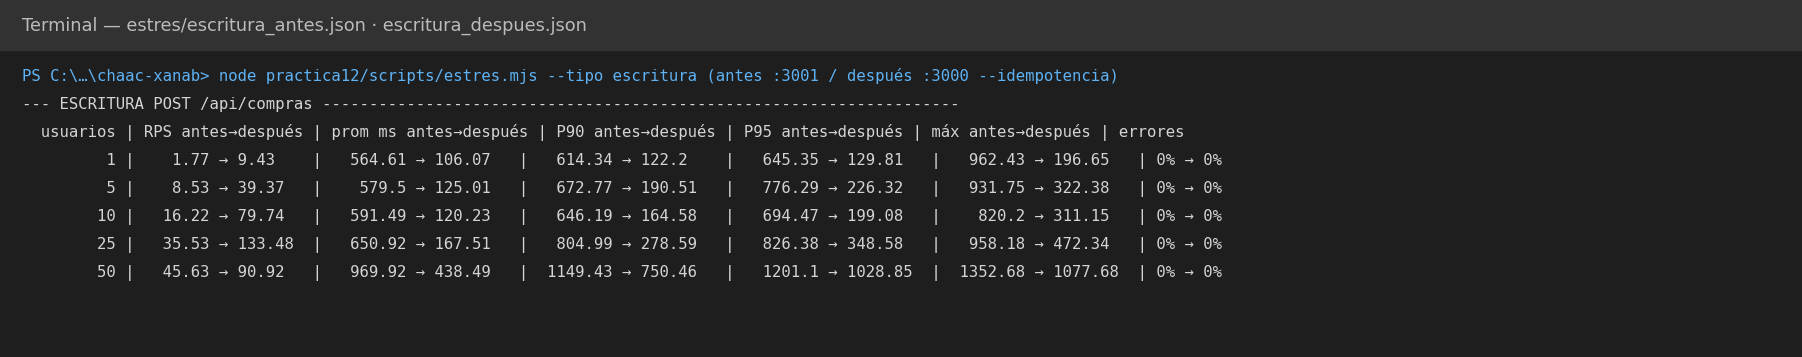 Terminal — estres/escritura_antes.json · escritura_despues.json
PS C:\…\chaac-xanab> node practica12/scripts/estres.mjs --tipo escritura (antes :3001 / después :3000 --idempotencia)
--- ESCRITURA POST /api/compras --------------------------------------------------------------------
usuarios | RPS antes→después | prom ms antes→después | P90 antes→después | P95 antes→después | máx antes→después | errores
1 | 1.77 → 9.43 | 564.61 → 106.07 | 614.34 → 122.2 | 645.35 → 129.81 | 962.43 → 196.65 | 0% → 0%
5 | 8.53 → 39.37 | 579.5 → 125.01 | 672.77 → 190.51 | 776.29 → 226.32 | 931.75 → 322.38 | 0% → 0%
10 | 16.22 → 79.74 | 591.49 → 120.23 | 646.19 → 164.58 | 694.47 → 199.08 | 820.2 → 311.15 | 0% → 0%
25 | 35.53 → 133.48 | 650.92 → 167.51 | 804.99 → 278.59 | 826.38 → 348.58 | 958.18 → 472.34 | 0% → 0%
50 | 45.63 → 90.92 | 969.92 → 438.49 | 1149.43 → 750.46 | 1201.1 → 1028.85 | 1352.68 → 1077.68 | 0% → 0%